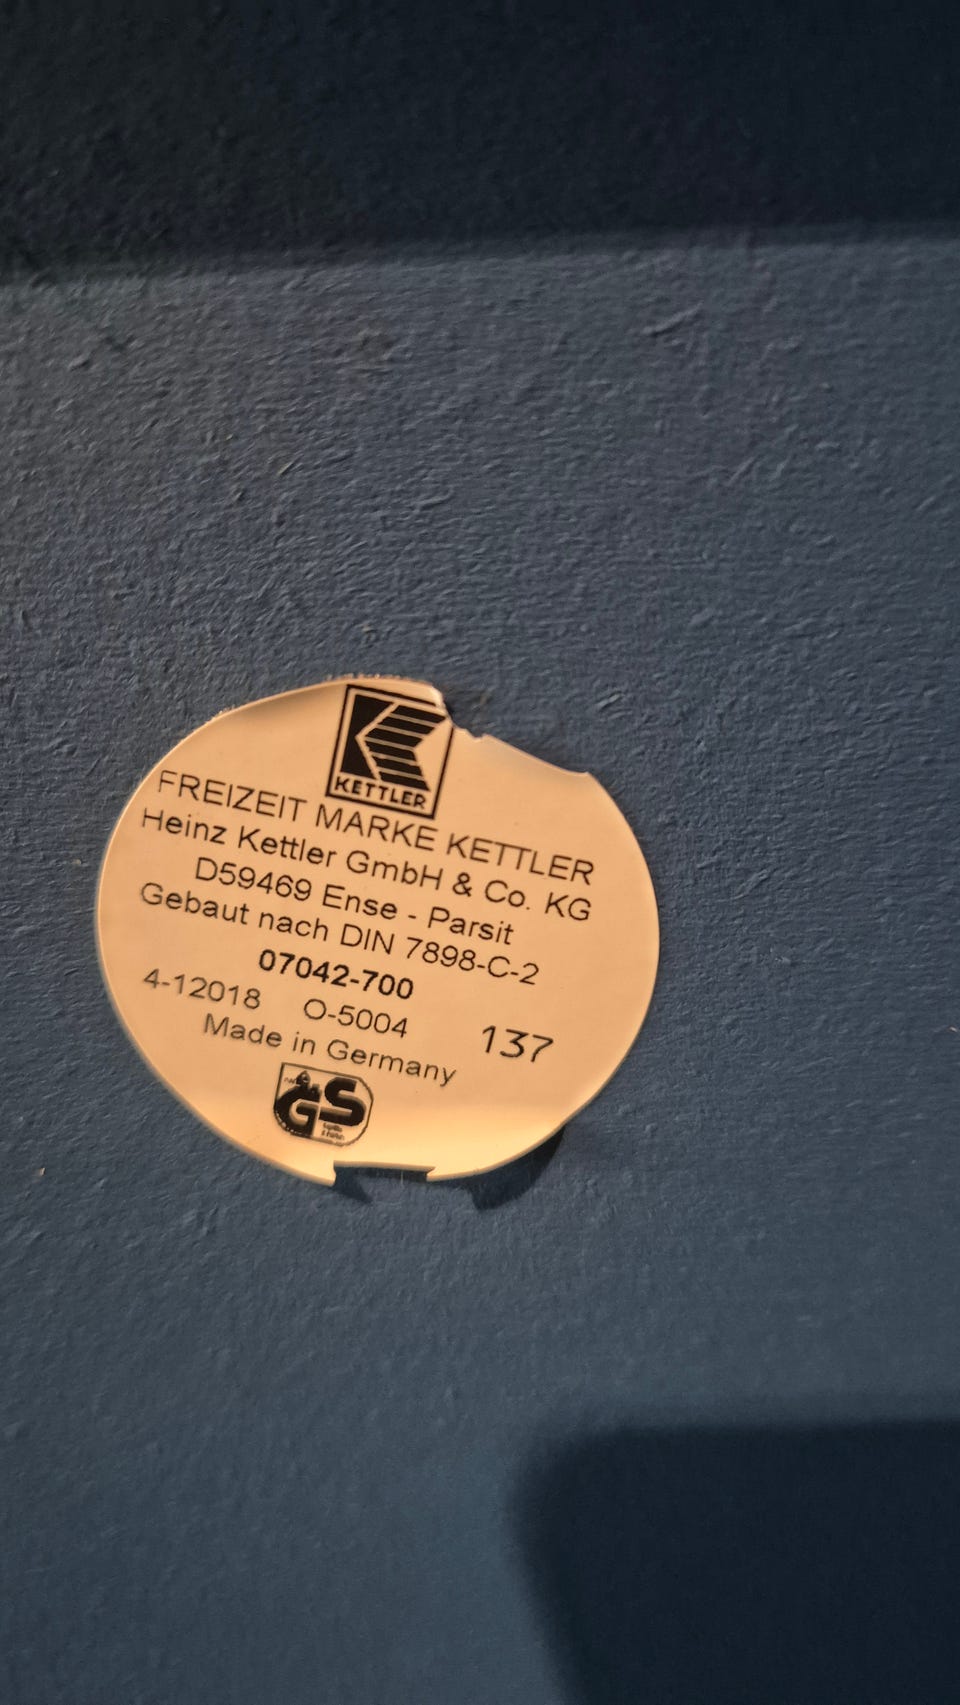 KETTLER
FREIZEIT MARKE KETTLER
Heinz Kettler GmbH & Co. KG
D59469 Ense - Parsit
Gebaut nach DIN 7898-C-2
07042-700
4-12018 O-5004 137
Made in Germany
GS